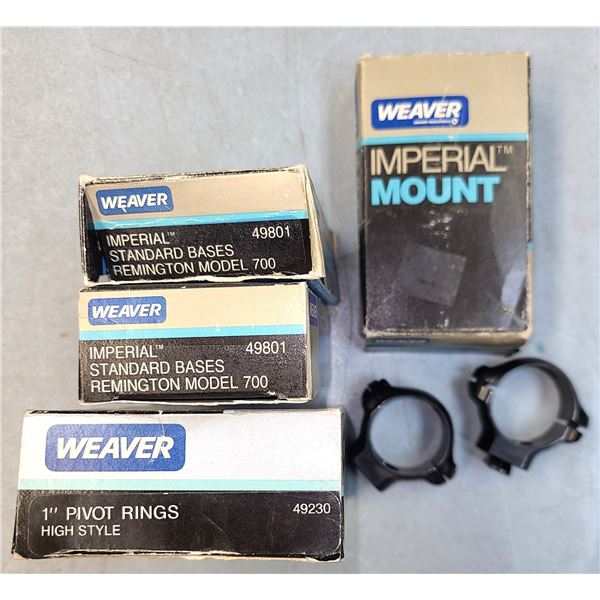 WEAVER
IMPERIAL™
MOUNT
WEAVER
IMPERIAL™ 49801
STANDARD BASES
REMINGTON MODEL 700
WEAVER
IMPERIAL™ 49801
STANDARD BASES
REMINGTON MODEL 700
WEAVER
1" PIVOT RINGS 49230
HIGH STYLE